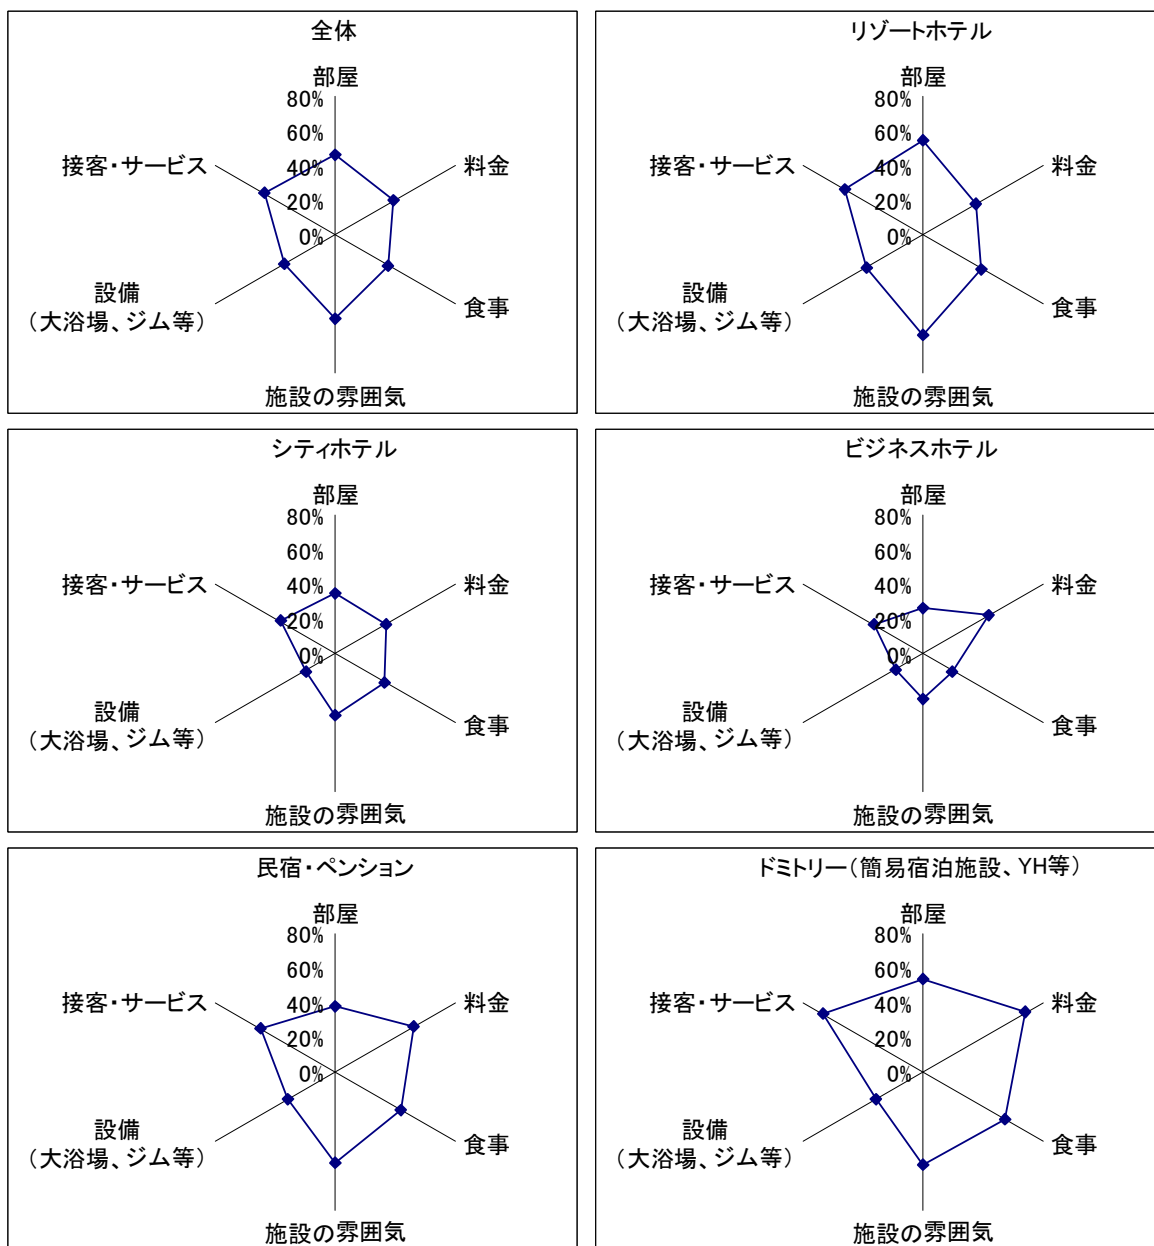 全体
部屋
80%
60%
40%
20%
0%
接客・サービス
料金
設備
（大浴場、ジム等）
食事
施設の雰囲気
リゾートホテル
部屋
80%
60%
40%
20%
0%
接客・サービス
料金
設備
（大浴場、ジム等）
食事
施設の雰囲気
シティホテル
部屋
80%
60%
40%
20%
0%
接客・サービス
料金
設備
（大浴場、ジム等）
食事
施設の雰囲気
ビジネスホテル
部屋
80%
60%
40%
20%
0%
接客・サービス
料金
設備
（大浴場、ジム等）
食事
施設の雰囲気
民宿・ペンション
部屋
80%
60%
40%
20%
0%
接客・サービス
料金
設備
（大浴場、ジム等）
食事
施設の雰囲気
ドミトリー（簡易宿泊施設、YH等）
部屋
80%
60%
40%
20%
0%
接客・サービス
料金
設備
（大浴場、ジム等）
食事
施設の雰囲気